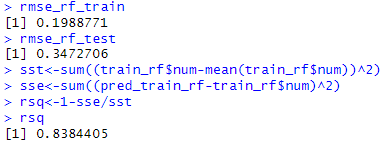 > rmse_rf_train
[1] 0.1988771
> rmse_rf_test
[1] 0.3472706
> sst<-sum((train_rf$num-mean(train_rf$num))^2)
> sse<-sum((pred_train_rf-train_rf$num)^2)
> rsq<-1-sse/sst
> rsq
[1] 0.8384405